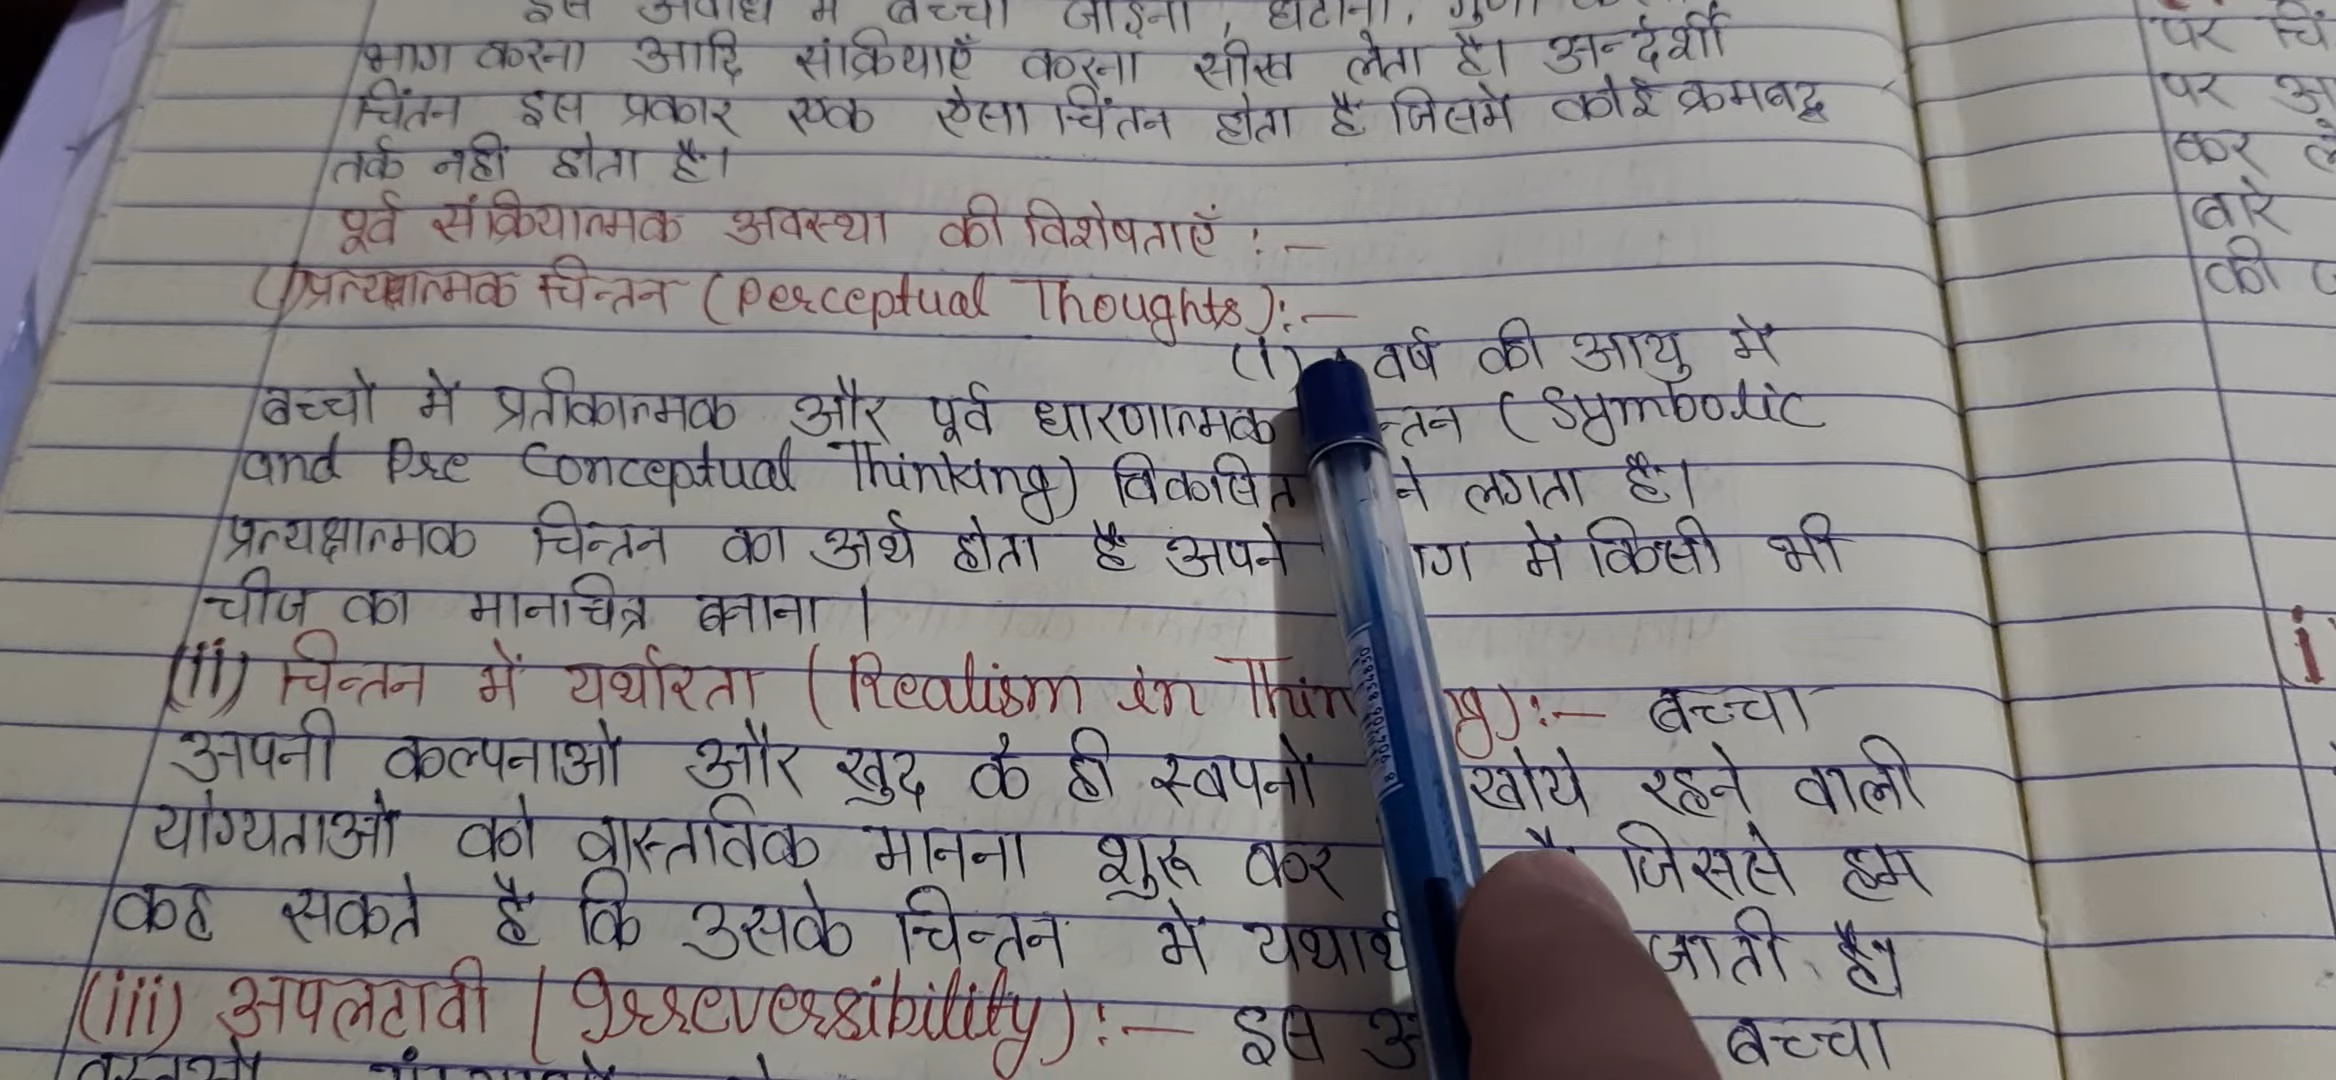 इस अवधि में बच्चा जोड़ना, घटाना, गुणा
भाग करना आदि संक्रियाएँ करना सीख लेता है। अन्तर्दर्शी
चिंतन इस प्रकार एक ऐसा चिंतन होता है जिसमें कोई क्रमबद्ध
तर्क नहीं होता है।
पूर्व संक्रियात्मक अवस्था की विशेषताएँ :-
(i) प्रत्यक्षात्मक चिन्तन (Perceptual Thoughts):-
(i) वर्ष की आयु में
बच्चों में प्रतीकात्मक और पूर्व धारणात्मक न्तन (Symbolic
and Pre Conceptual Thinking) विकसित ने लगता है।
प्रत्यक्षात्मक चिन्तन का अर्थ होता है अपने ाग में किसी भी
चीज का मानचित्र बनाना।
(ii) चिन्तन में यर्थारता (Realism in Thin g):- बच्चा
अपनी कल्पनाओं और खुद के ही स्वपनों खोये रहने वाली
योग्यताओं को वास्तविक मानना शुरू कर है जिससे हम
कह सकते है कि उसके चिन्तन में यथार्थ जाती है।
(iii) अपलटावी (Irreversibility):- इस अ बच्चा
पर चिं
पर अ
कर ले
बारे
की